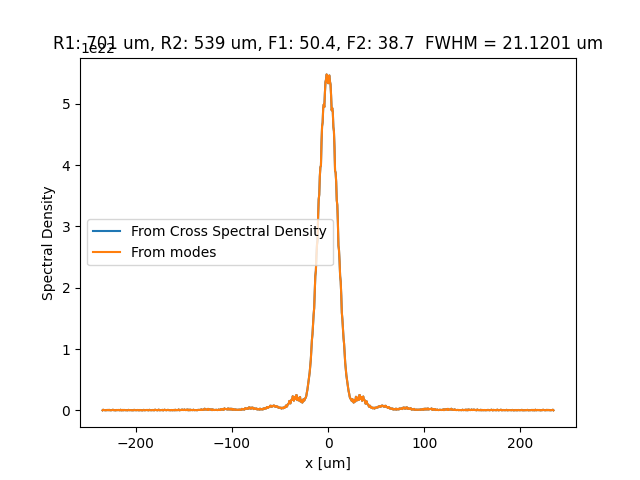 R1: 701 um, R2: 539 um, F1: 50.4, F2: 38.7  FWHM = 21.1201 um
1e22
5
4
3
2
1
0
Spectral Density
From Cross Spectral Density
From modes
−200
−100
0
100
200
x [um]